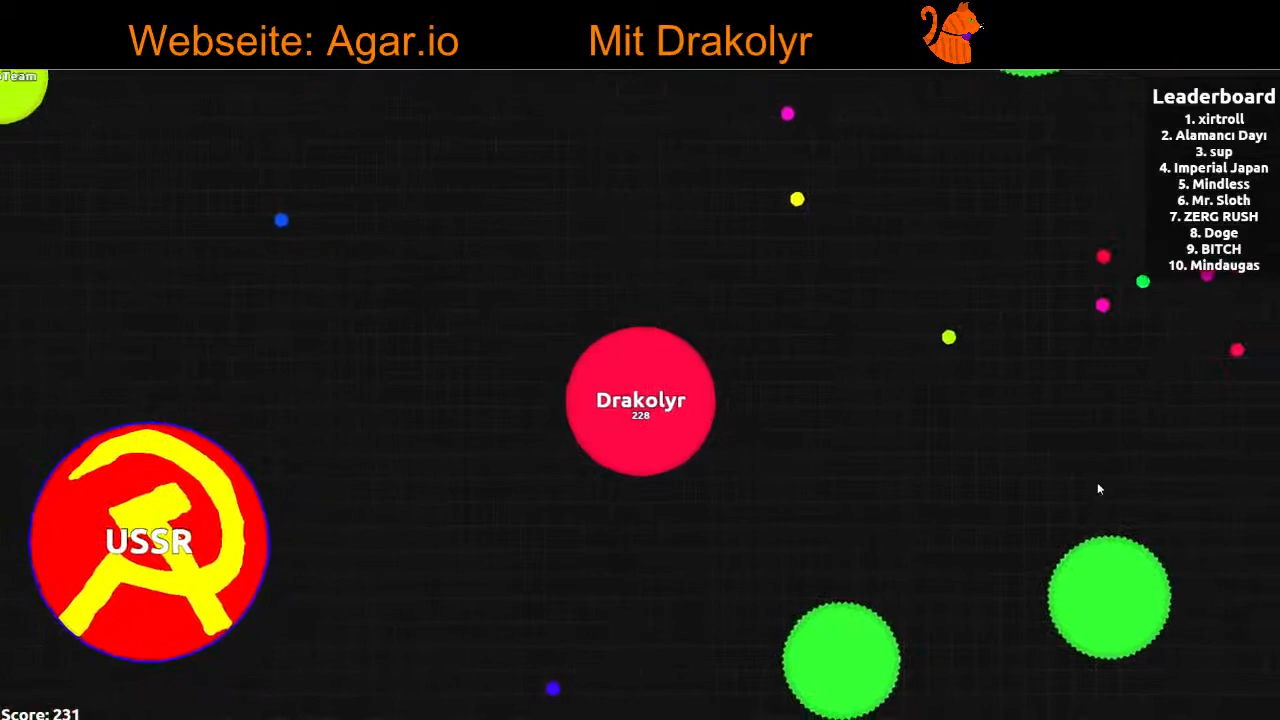 Webseite: Agar.io
Mit Drakolyr
Team
Leaderboard
1. xirtroll
2. Alamancı Dayı
3. sup
4. Imperial Japan
5. Mindless
6. Mr. Sloth
7. ZERG RUSH
8. Doge
9. BITCH
10. Mindaugas
Drakolyr
228
USSR
Score: 231